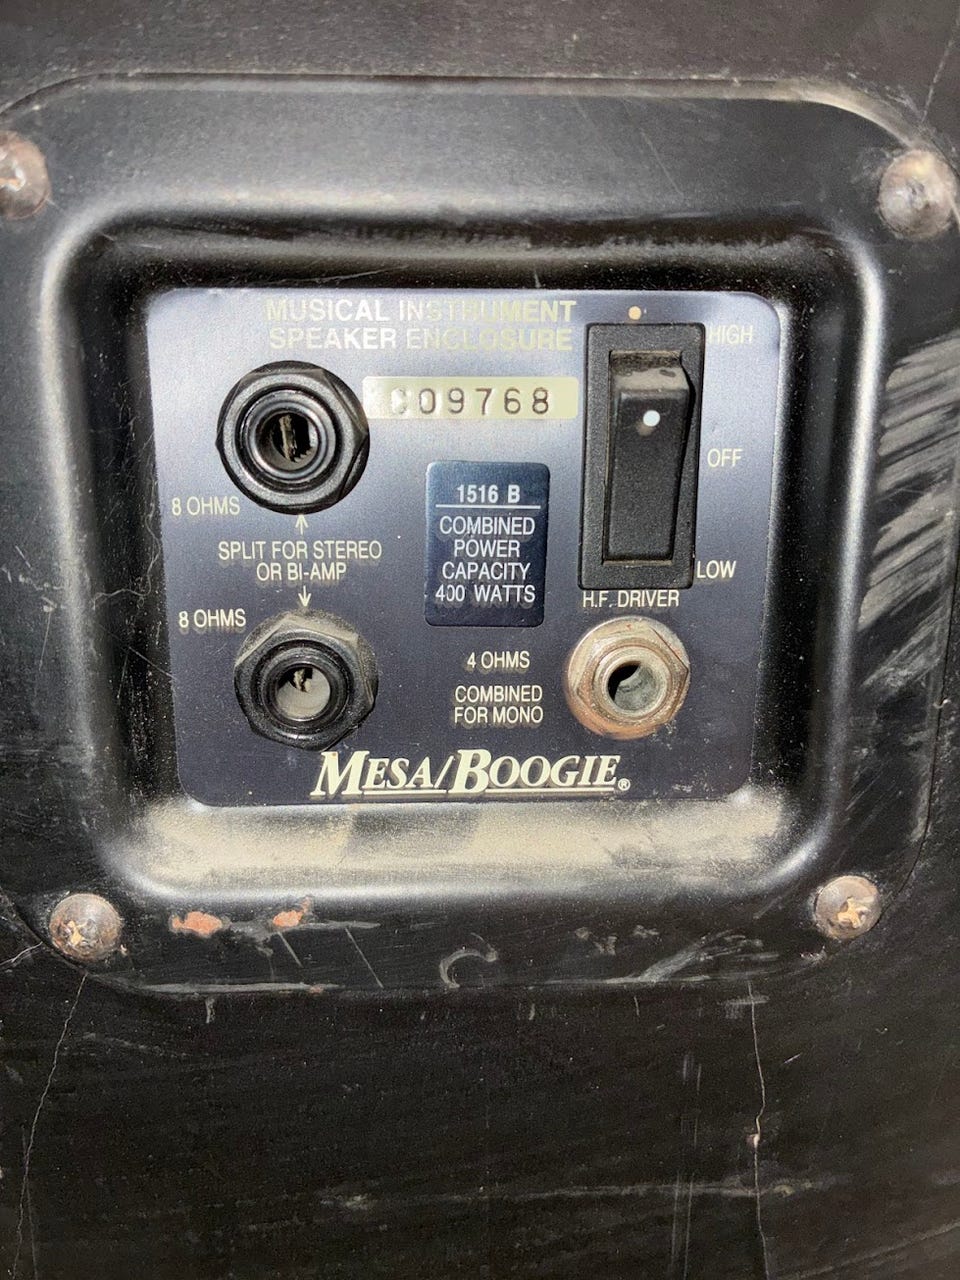 MUSICAL INSTRUMENT
SPEAKER ENCLOSURE
HIGH
OFF
LOW
H.F. DRIVER
8 OHMS
SPLIT FOR STEREO
OR BI-AMP
8 OHMS
1516 B
COMBINED
POWER
CAPACITY
400 WATTS
4 OHMS
COMBINED
FOR MONO
MESA/BOOGIE®